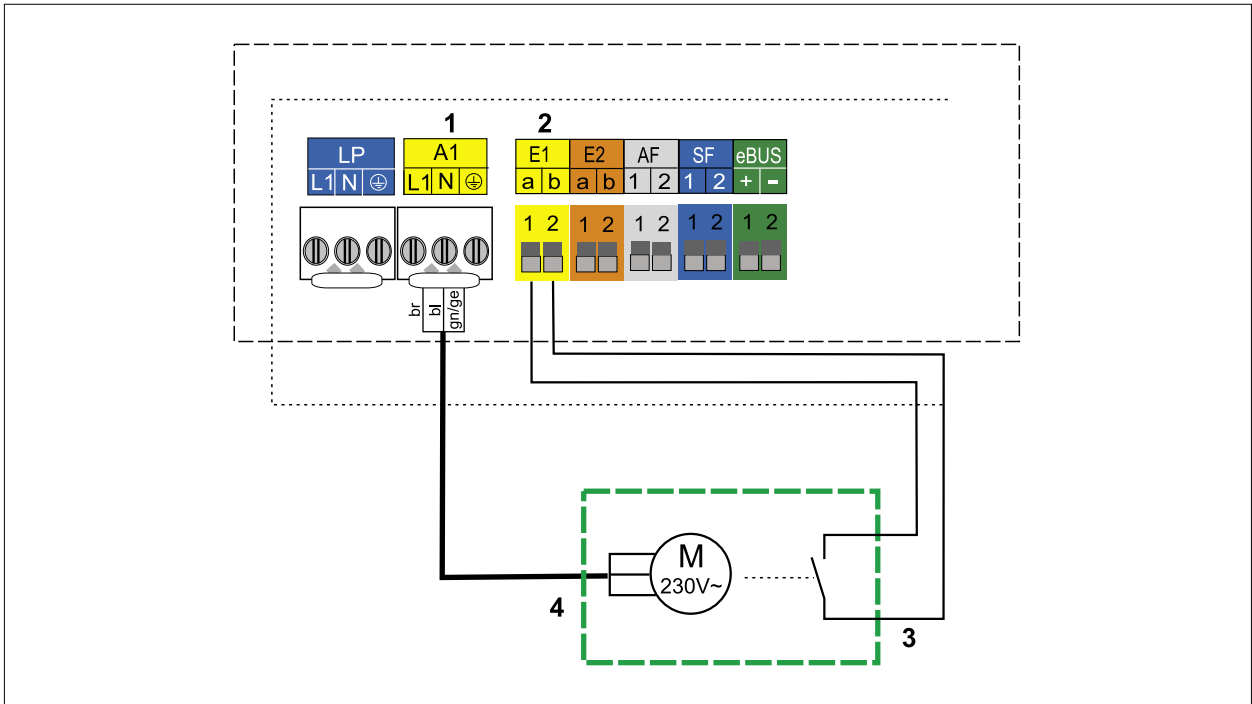 1 2
LP A1 E1 E2 AF SF eBUS
L1 N L1 N a b a b 1 2 1 2 + -
1 2 1 2 1 2 1 2 1 2
br bl gn/ge
M
230V~
4
3